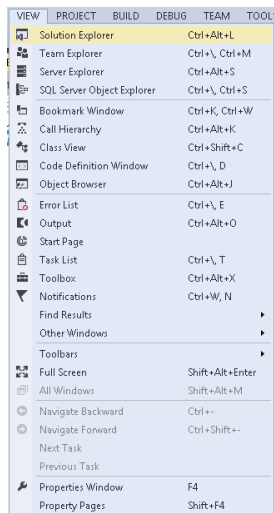 VIEW PROJECT BUILD DEBUG TEAM TOOL
Solution Explorer Ctrl+Alt+L
Team Explorer Ctrl+\, Ctrl+M
Server Explorer Ctrl+Alt+S
SQL Server Object Explorer Ctrl+\, Ctrl+S
Bookmark Window Ctrl+K, Ctrl+W
Call Hierarchy Ctrl+Alt+K
Class View Ctrl+Shift+C
Code Definition Window Ctrl+\, D
Object Browser Ctrl+Alt+J
Error List Ctrl+\, E
Output Ctrl+Alt+O
Start Page
Task List Ctrl+\, T
Toolbox Ctrl+Alt+X
Notifications Ctrl+W, N
Find Results
Other Windows
Toolbars
Full Screen Shift+Alt+Enter
All Windows Shift+Alt+M
Navigate Backward Ctrl+-
Navigate Forward Ctrl+Shift+-
Next Task
Previous Task
Properties Window F4
Property Pages Shift+F4